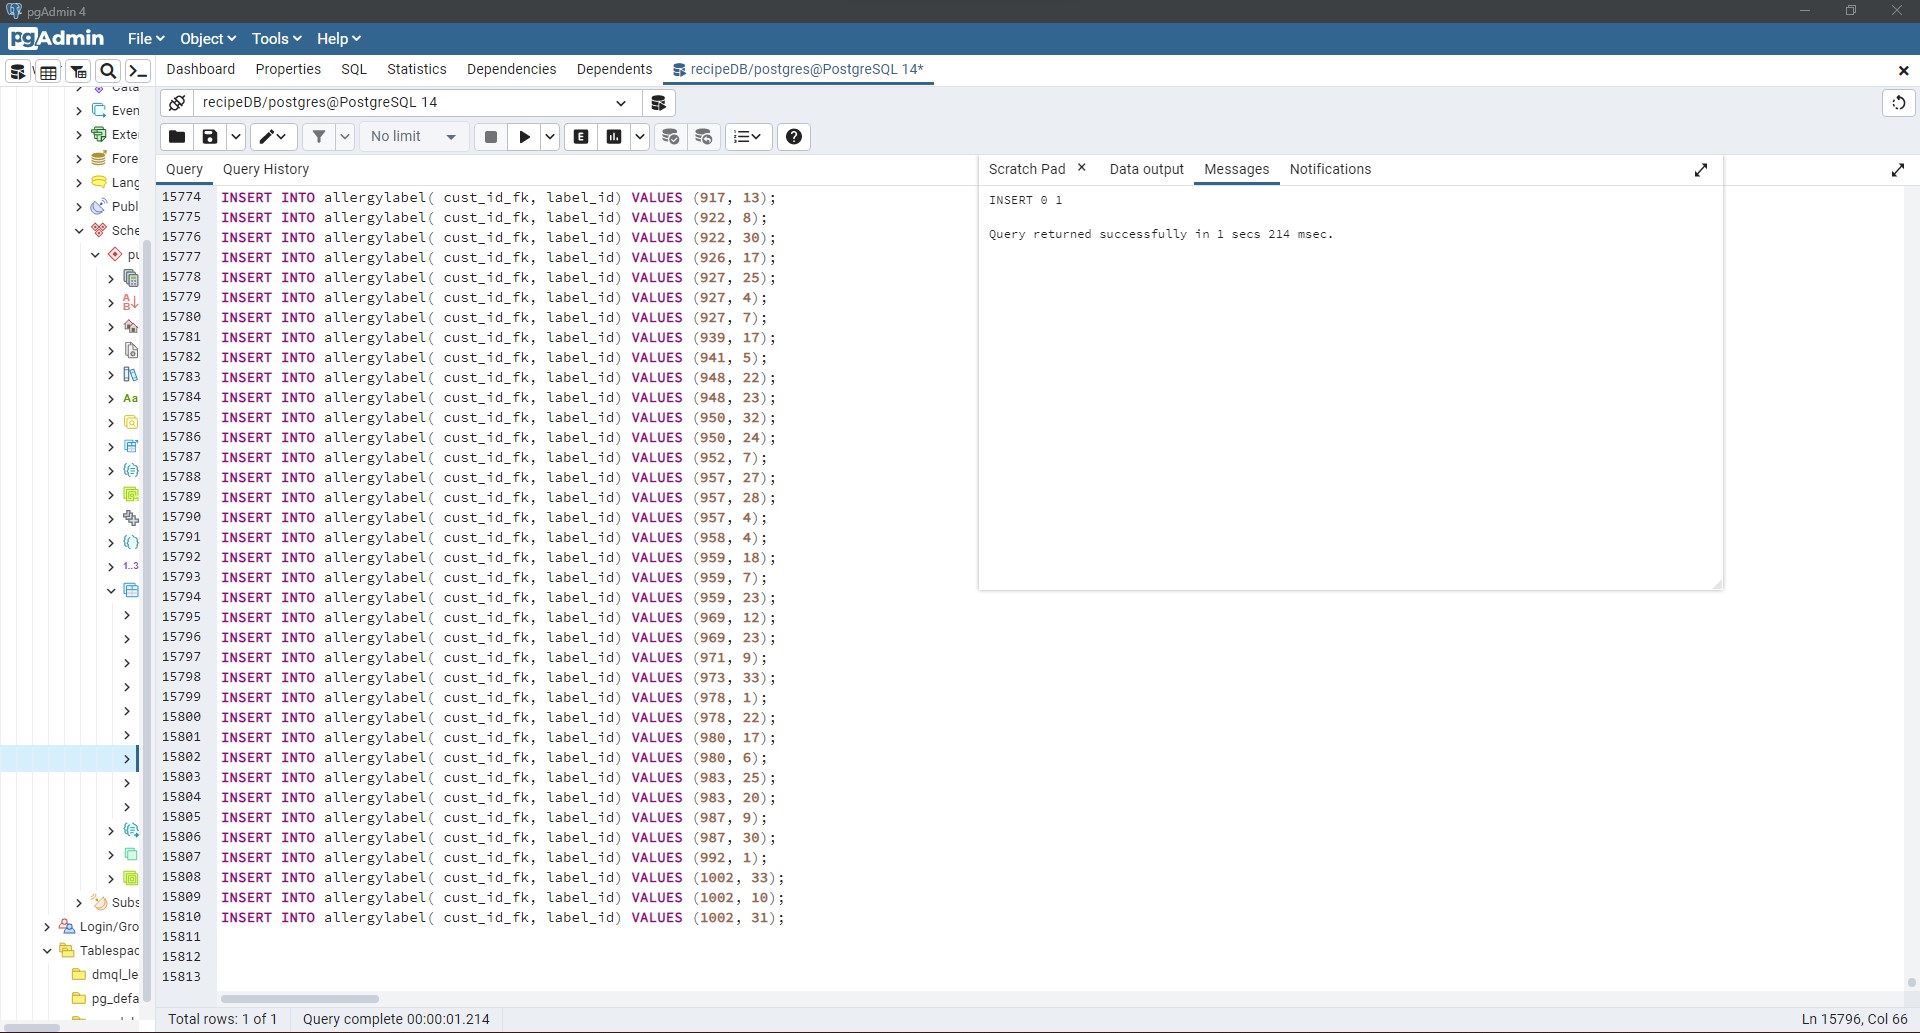 pgAdmin 4
pgAdmin File Object Tools Help
Dashboard Properties SQL Statistics Dependencies Dependents recipeDB/postgres@PostgreSQL 14*
recipeDB/postgres@PostgreSQL 14
No limit
E
Query Query History
Scratch Pad Data output Messages Notifications
INSERT 0 1
Query returned successfully in 1 secs 214 msec.
Even
Exte
Fore
Lang
Publ
Sche
pu
Aa
1..3
Subs
Login/Gro
Tablespac
dmql_le
pg_defa
15774 INSERT INTO allergylabel( cust_id_fk, label_id) VALUES (917, 13);
15775 INSERT INTO allergylabel( cust_id_fk, label_id) VALUES (922, 8);
15776 INSERT INTO allergylabel( cust_id_fk, label_id) VALUES (922, 30);
15777 INSERT INTO allergylabel( cust_id_fk, label_id) VALUES (926, 17);
15778 INSERT INTO allergylabel( cust_id_fk, label_id) VALUES (927, 25);
15779 INSERT INTO allergylabel( cust_id_fk, label_id) VALUES (927, 4);
15780 INSERT INTO allergylabel( cust_id_fk, label_id) VALUES (927, 7);
15781 INSERT INTO allergylabel( cust_id_fk, label_id) VALUES (939, 17);
15782 INSERT INTO allergylabel( cust_id_fk, label_id) VALUES (941, 5);
15783 INSERT INTO allergylabel( cust_id_fk, label_id) VALUES (948, 22);
15784 INSERT INTO allergylabel( cust_id_fk, label_id) VALUES (948, 23);
15785 INSERT INTO allergylabel( cust_id_fk, label_id) VALUES (950, 32);
15786 INSERT INTO allergylabel( cust_id_fk, label_id) VALUES (950, 24);
15787 INSERT INTO allergylabel( cust_id_fk, label_id) VALUES (952, 7);
15788 INSERT INTO allergylabel( cust_id_fk, label_id) VALUES (957, 27);
15789 INSERT INTO allergylabel( cust_id_fk, label_id) VALUES (957, 28);
15790 INSERT INTO allergylabel( cust_id_fk, label_id) VALUES (957, 4);
15791 INSERT INTO allergylabel( cust_id_fk, label_id) VALUES (958, 4);
15792 INSERT INTO allergylabel( cust_id_fk, label_id) VALUES (959, 18);
15793 INSERT INTO allergylabel( cust_id_fk, label_id) VALUES (959, 7);
15794 INSERT INTO allergylabel( cust_id_fk, label_id) VALUES (959, 23);
15795 INSERT INTO allergylabel( cust_id_fk, label_id) VALUES (969, 12);
15796 INSERT INTO allergylabel( cust_id_fk, label_id) VALUES (969, 23);
15797 INSERT INTO allergylabel( cust_id_fk, label_id) VALUES (971, 9);
15798 INSERT INTO allergylabel( cust_id_fk, label_id) VALUES (973, 33);
15799 INSERT INTO allergylabel( cust_id_fk, label_id) VALUES (978, 1);
15800 INSERT INTO allergylabel( cust_id_fk, label_id) VALUES (978, 22);
15801 INSERT INTO allergylabel( cust_id_fk, label_id) VALUES (980, 17);
15802 INSERT INTO allergylabel( cust_id_fk, label_id) VALUES (980, 6);
15803 INSERT INTO allergylabel( cust_id_fk, label_id) VALUES (983, 25);
15804 INSERT INTO allergylabel( cust_id_fk, label_id) VALUES (983, 20);
15805 INSERT INTO allergylabel( cust_id_fk, label_id) VALUES (987, 9);
15806 INSERT INTO allergylabel( cust_id_fk, label_id) VALUES (987, 30);
15807 INSERT INTO allergylabel( cust_id_fk, label_id) VALUES (992, 1);
15808 INSERT INTO allergylabel( cust_id_fk, label_id) VALUES (1002, 33);
15809 INSERT INTO allergylabel( cust_id_fk, label_id) VALUES (1002, 10);
15810 INSERT INTO allergylabel( cust_id_fk, label_id) VALUES (1002, 31);
15811
15812
15813
Total rows: 1 of 1 Query complete 00:00:01.214 Ln 15796, Col 66